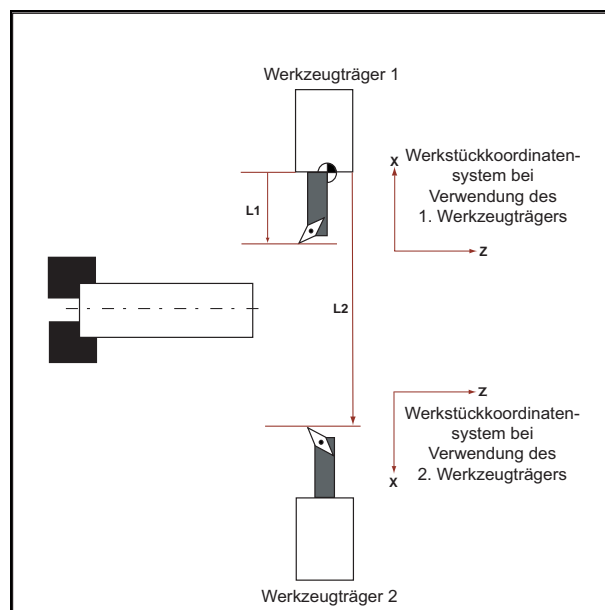 Werkzeugträger 1
X
Werkstückkoordinaten-
system bei
Verwendung des
1. Werkzeugträgers
L1
Z
L2
Z
Werkstückkoordinaten-
system bei
Verwendung des
2. Werkzeugträgers
X
Werkzeugträger 2